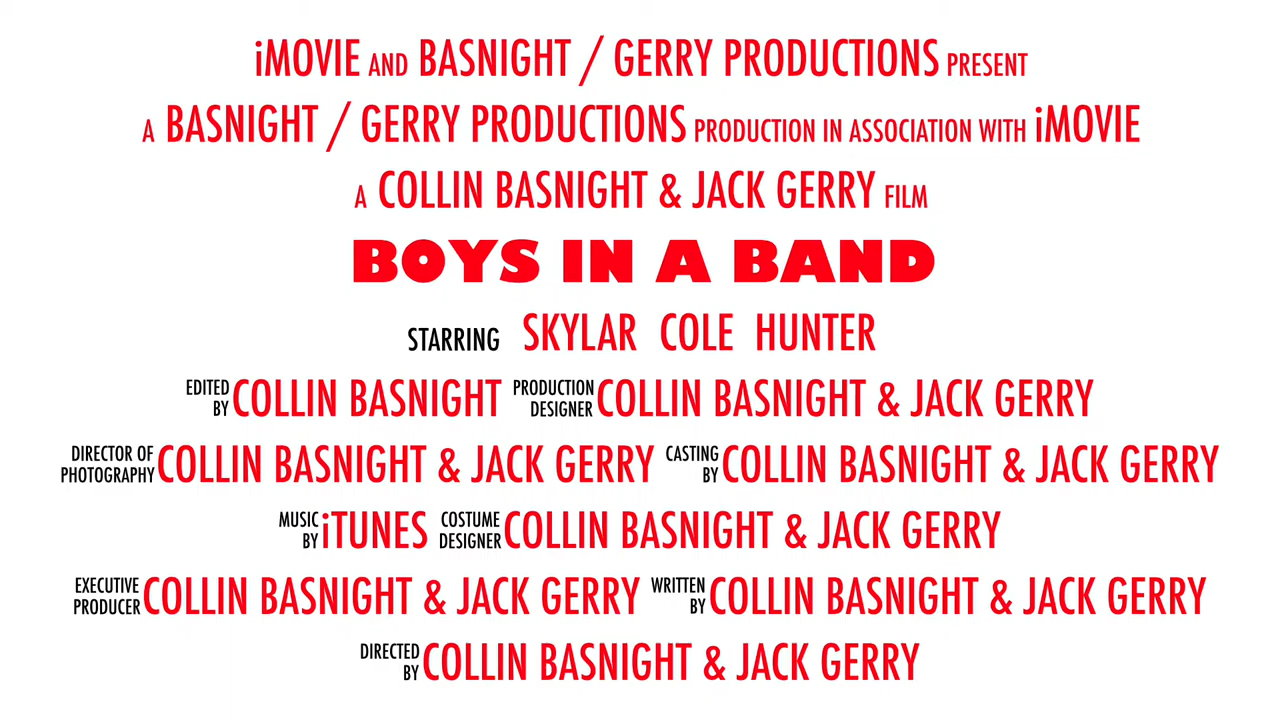 iMOVIE AND BASNIGHT / GERRY PRODUCTIONS PRESENT
A BASNIGHT / GERRY PRODUCTIONS PRODUCTION IN ASSOCIATION WITH iMOVIE
A COLLIN BASNIGHT & JACK GERRY FILM
BOYS IN A BAND
STARRING SKYLAR COLE HUNTER
EDITED BY COLLIN BASNIGHT PRODUCTION DESIGNER COLLIN BASNIGHT & JACK GERRY
DIRECTOR OF PHOTOGRAPHY COLLIN BASNIGHT & JACK GERRY CASTING BY COLLIN BASNIGHT & JACK GERRY
MUSIC BY iTUNES COSTUME DESIGNER COLLIN BASNIGHT & JACK GERRY
EXECUTIVE PRODUCER COLLIN BASNIGHT & JACK GERRY WRITTEN BY COLLIN BASNIGHT & JACK GERRY
DIRECTED BY COLLIN BASNIGHT & JACK GERRY